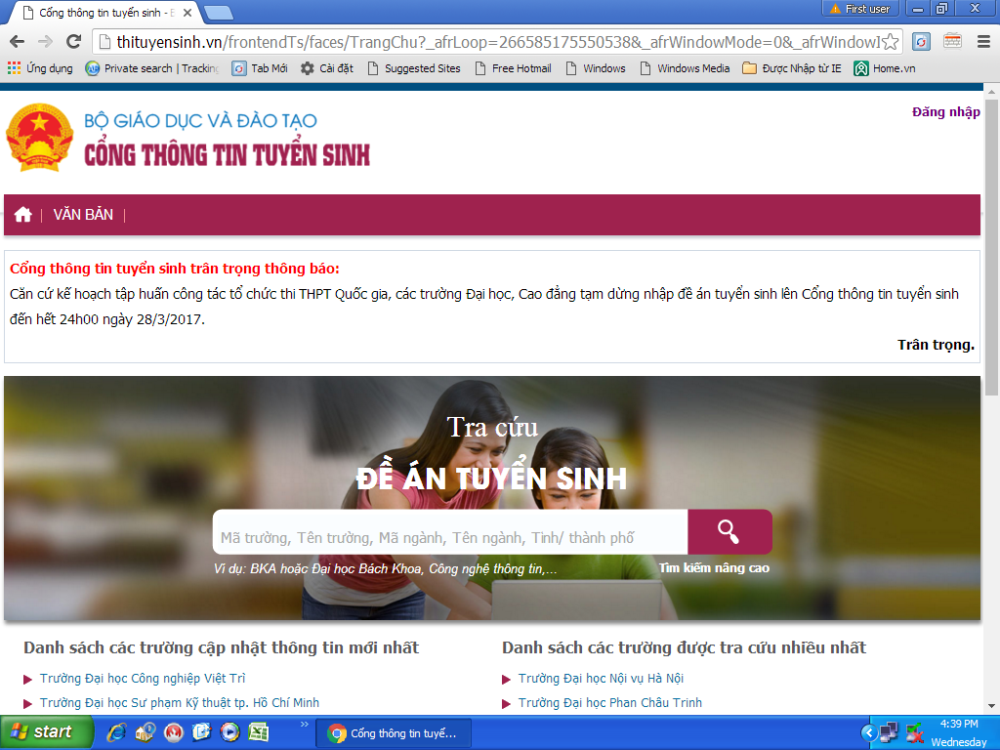 Cổng thông tin tuyển sinh - B
First user
thituyensinh.vn/frontendTs/faces/TrangChu?_afrLoop=2665851755550538&_afrWindowMode=0&_afrWindowI
Ứng dụng
Private search | Tracking
Tab Mới
Cài đặt
Suggested Sites
Free Hotmail
Windows
Windows Media
Được Nhập từ IE
Home.vn
Đăng nhập
BỘ GIÁO DỤC VÀ ĐÀO TẠO
CỔNG THÔNG TIN TUYỂN SINH
VĂN BẢN
Cổng thông tin tuyển sinh trân trọng thông báo:
Căn cứ kế hoạch tập huấn công tác tổ chức thi THPT Quốc gia, các trường Đại học, Cao đẳng tạm dừng nhập đề án tuyển sinh lên Cổng thông tin tuyển sinh
đến hết 24h00 ngày 28/3/2017.
Trân trọng.
Tra cứu
ĐỀ ÁN TUYỂN SINH
Mã trường, Tên trường, Mã ngành, Tên ngành, Tỉnh/ thành phố
Ví dụ: BKA hoặc Đại học Bách Khoa, Công nghệ thông tin,...
Tìm kiếm nâng cao
Danh sách các trường cập nhật thông tin mới nhất
Trường Đại học Công nghiệp Việt Trì
Trường Đại học Sư phạm Kỹ thuật tp. Hồ Chí Minh
Danh sách các trường được tra cứu nhiều nhất
Trường Đại học Nội vụ Hà Nội
Trường Đại học Phan Châu Trinh
start
Cổng thông tin tuyể...
4:39 PM
Wednesday